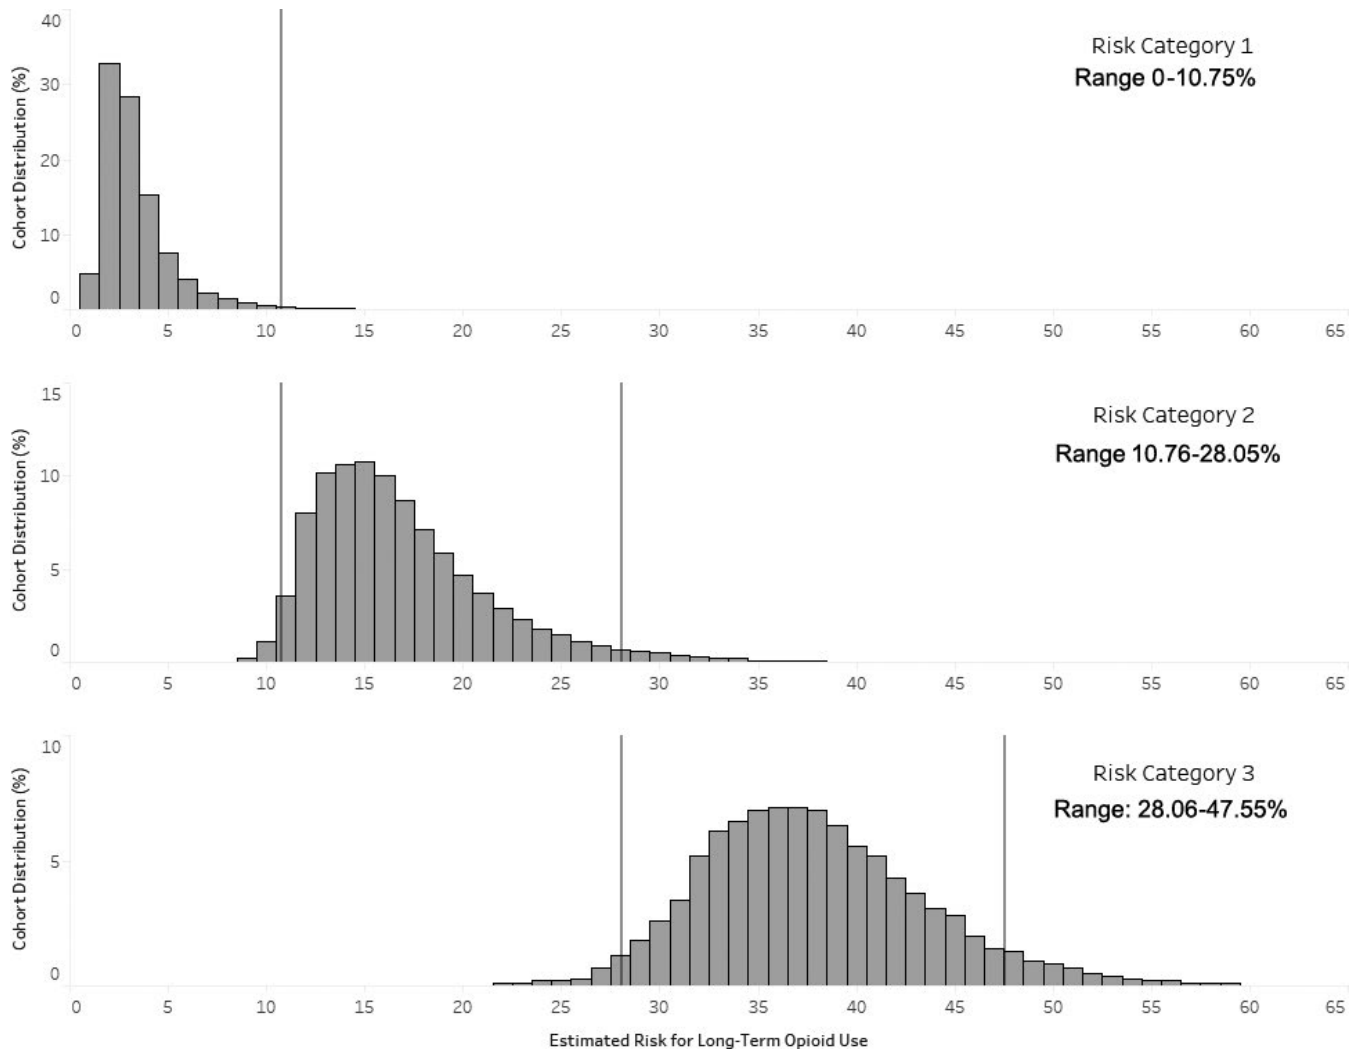 40
30
20
10
0
Cohort Distribution (%)
Risk Category 1
Range 0-10.75%
0 5 10 15 20 25 30 35 40 45 50 55 60 65
15
10
5
0
Cohort Distribution (%)
Risk Category 2
Range 10.76-28.05%
0 5 10 15 20 25 30 35 40 45 50 55 60 65
10
5
0
Cohort Distribution (%)
Risk Category 3
Range: 28.06-47.55%
0 5 10 15 20 25 30 35 40 45 50 55 60 65
Estimated Risk for Long-Term Opioid Use